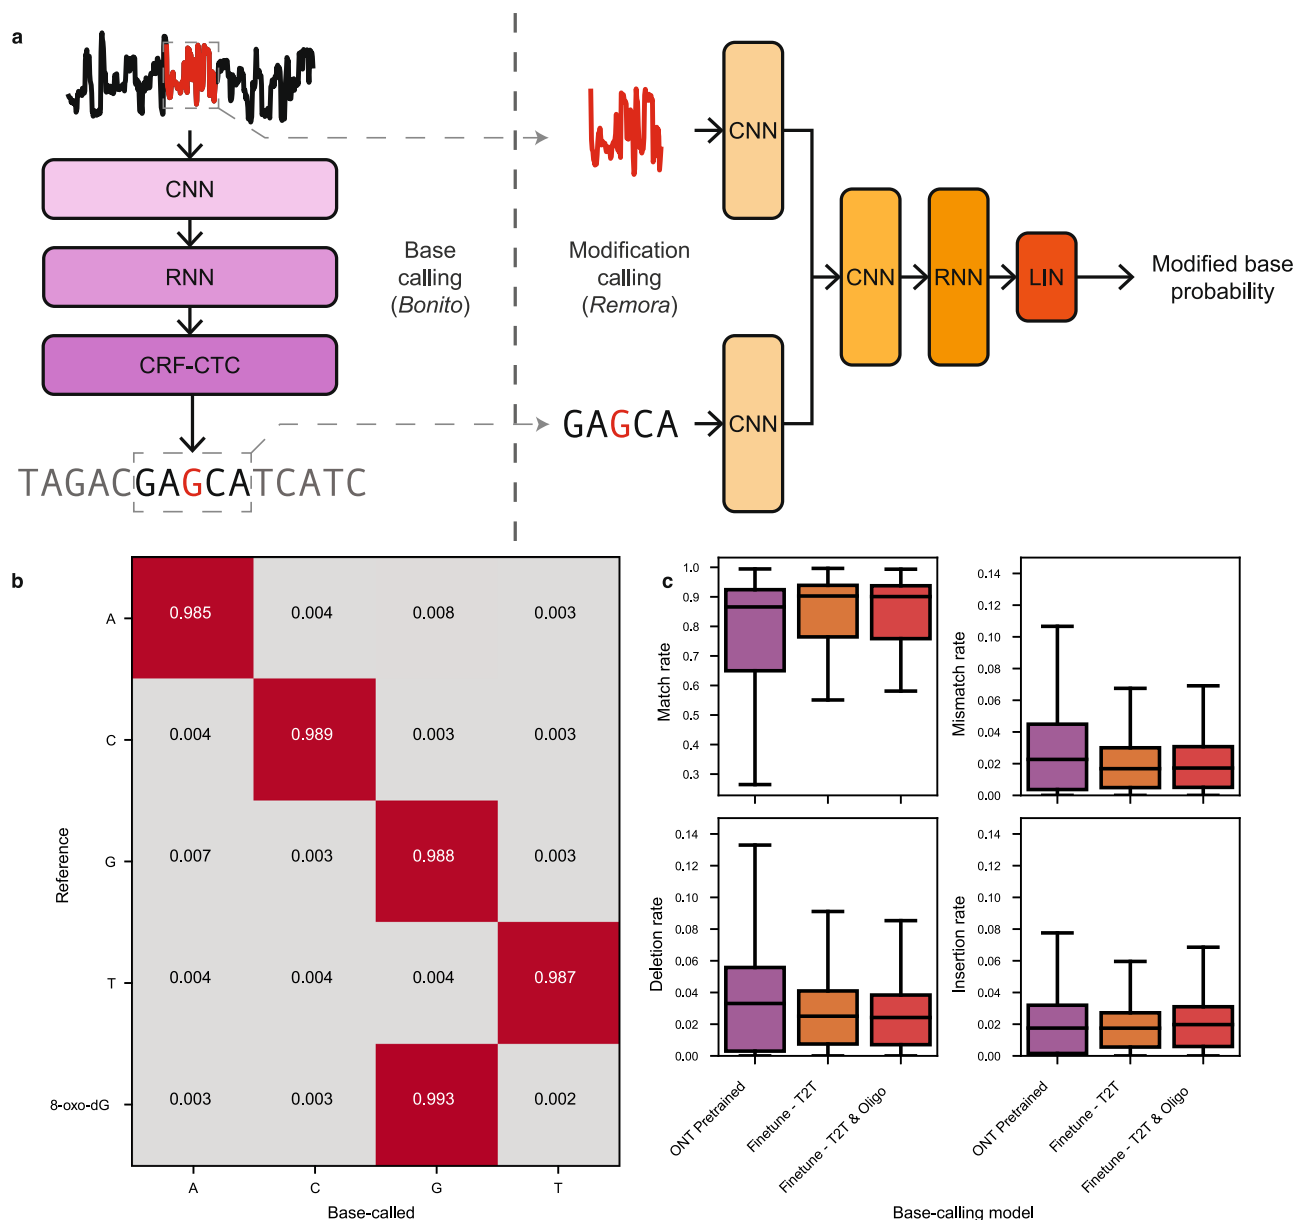 a
CNN
RNN
CRF-CTC
TAGACGAGCATCATC
Base
calling
(Bonito)
Modification
calling
(Remora)
CNN
GAGCA
CNN
CNN
RNN
LIN
Modified base
probability
b
Reference
A
0.985
0.004
0.008
0.003
C
0.004
0.989
0.003
0.003
G
0.007
0.003
0.988
0.003
T
0.004
0.004
0.004
0.987
8-oxo-dG
0.003
0.003
0.993
0.002
A
C
G
T
Base-called
c
Match rate
1.0
0.9
0.8
0.7
0.6
0.5
0.4
0.3
Mismatch rate
0.14
0.12
0.10
0.08
0.06
0.04
0.02
0.00
Deletion rate
0.14
0.12
0.10
0.08
0.06
0.04
0.02
0.00
Insertion rate
0.14
0.12
0.10
0.08
0.06
0.04
0.02
0.00
ONT Pretrained
Finetune - T2T
Finetune - T2T & Oligo
ONT Pretrained
Finetune - T2T
Finetune - T2T & Oligo
Base-calling model